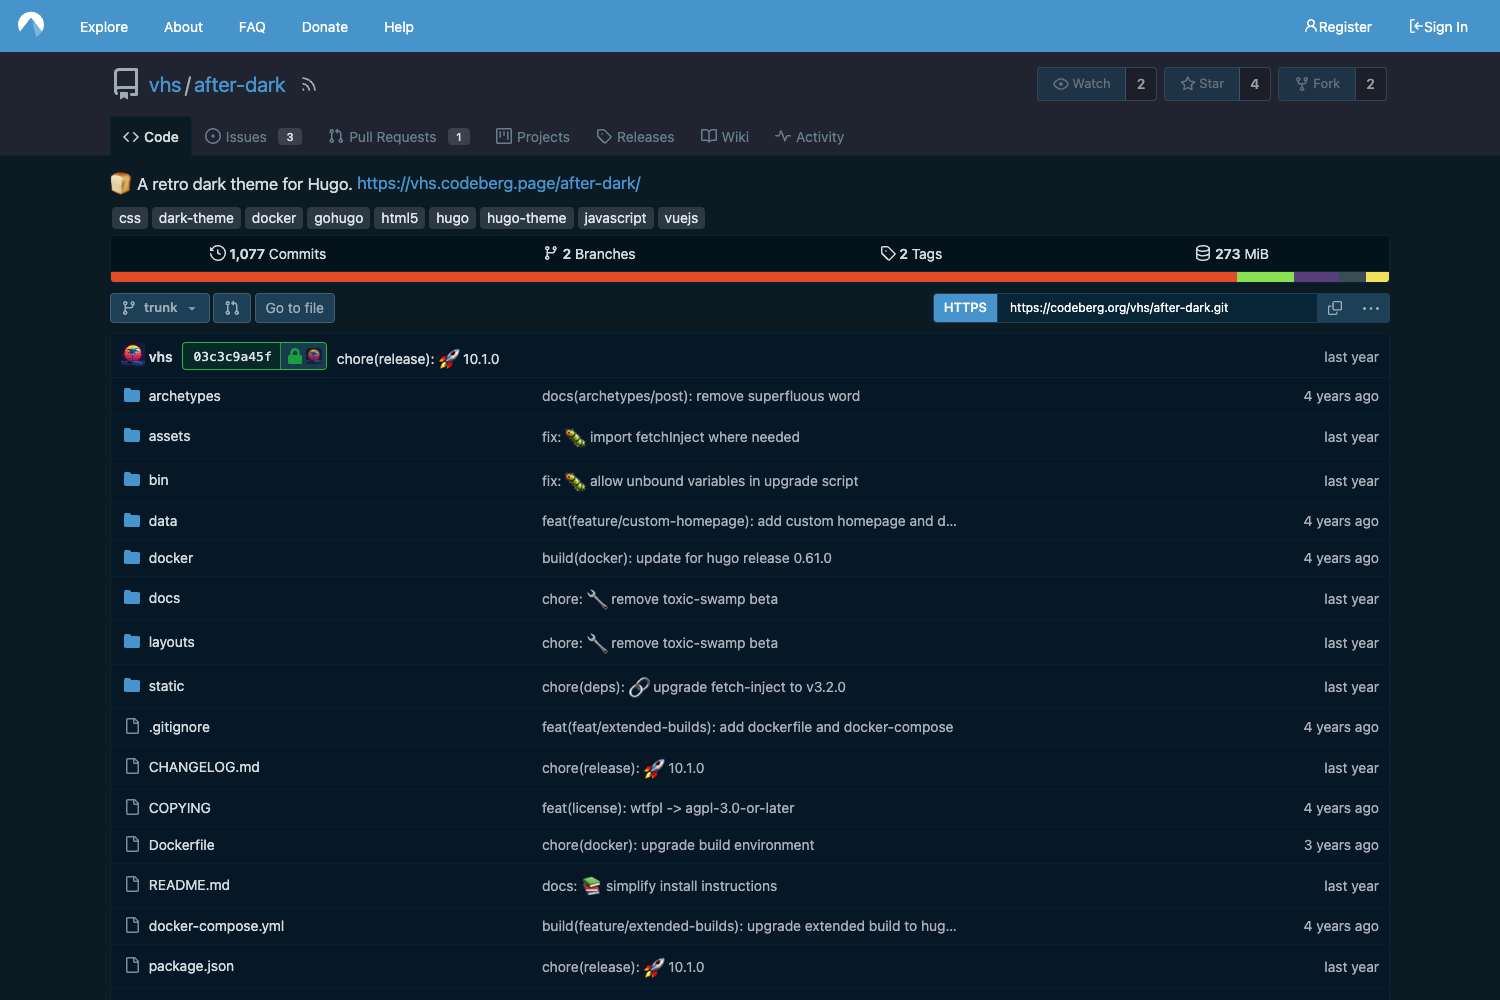 Explore About FAQ Donate Help Register Sign In
vhs/after-dark Watch 2 Star 4 Fork 2
Code Issues 3 Pull Requests 1 Projects Releases Wiki Activity
A retro dark theme for Hugo. https://vhs.codeberg.page/after-dark/
css dark-theme docker gohugo html5 hugo hugo-theme javascript vuejs
1,077 Commits 2 Branches 2 Tags 273 MiB
trunk Go to file HTTPS https://codeberg.org/vhs/after-dark.git
vhs 03c3c9a45f chore(release): 🚀 10.1.0 last year
archetypes docs(archetypes/post): remove superfluous word 4 years ago
assets fix: 🐛 import fetchInject where needed last year
bin fix: 🐛 allow unbound variables in upgrade script last year
data feat(feature/custom-homepage): add custom homepage and d... 4 years ago
docker build(docker): update for hugo release 0.61.0 4 years ago
docs chore: 🔧 remove toxic-swamp beta last year
layouts chore: 🔧 remove toxic-swamp beta last year
static chore(deps): 🔗 upgrade fetch-inject to v3.2.0 last year
.gitignore feat(feat/extended-builds): add dockerfile and docker-compose 4 years ago
CHANGELOG.md chore(release): 🚀 10.1.0 last year
COPYING feat(license): wtfpl -> agpl-3.0-or-later 4 years ago
Dockerfile chore(docker): upgrade build environment 3 years ago
README.md docs: 📚 simplify install instructions last year
docker-compose.yml build(feature/extended-builds): upgrade extended build to hug... 4 years ago
package.json chore(release): 🚀 10.1.0 last year